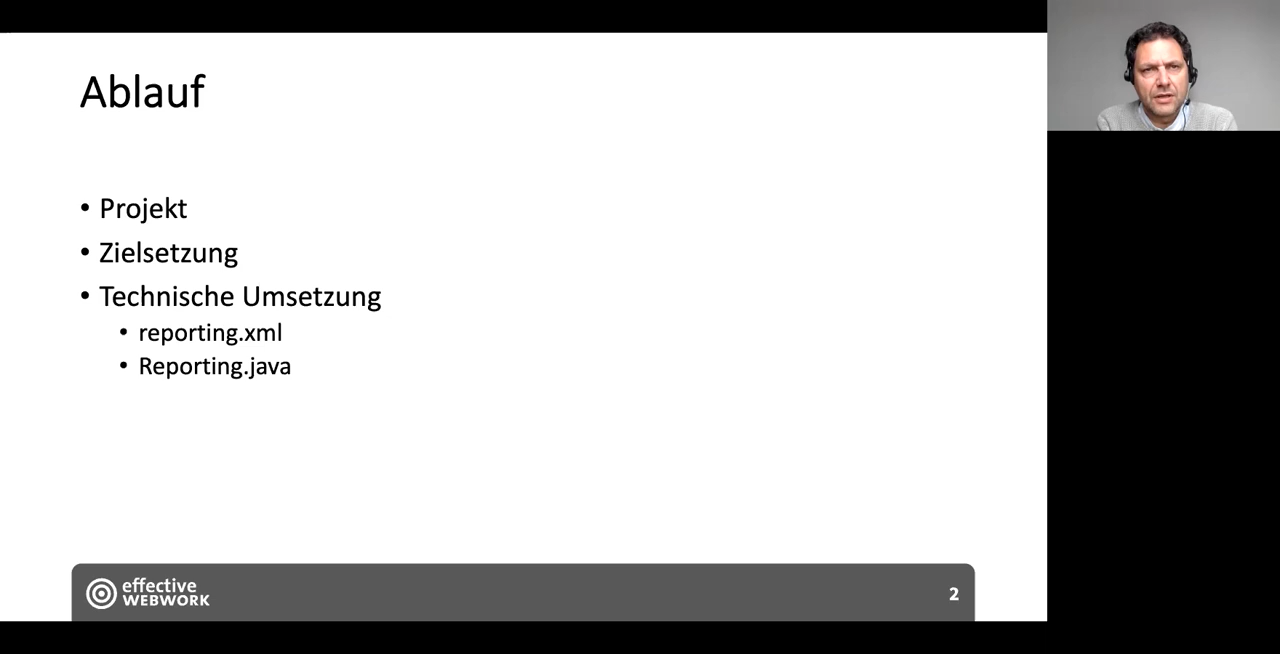 Ablauf
• Projekt
• Zielsetzung
• Technische Umsetzung
• reporting.xml
• Reporting.java
effective
WEBWORK
2